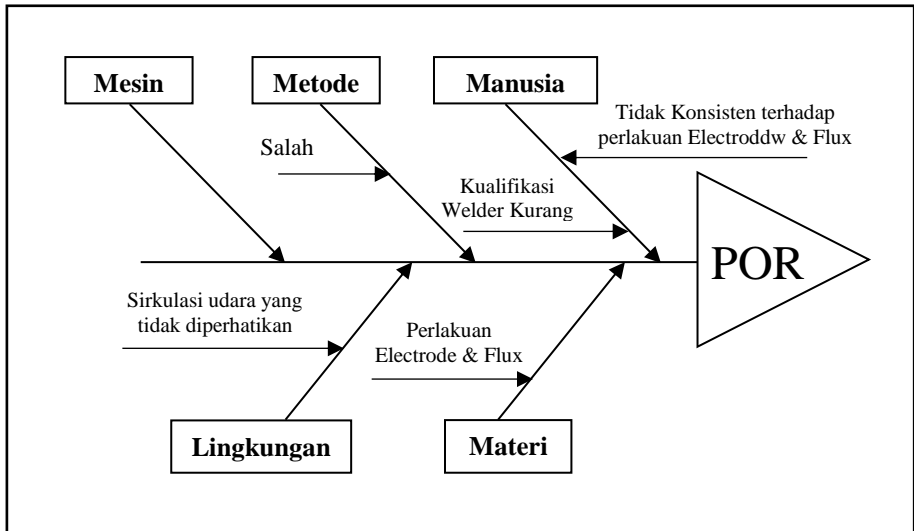 Mesin
Metode
Manusia
Tidak Konsisten terhadap
perlakuan Electroddw & Flux
Salah
Kualifikasi
Welder Kurang
POR
Sirkulasi udara yang
tidak diperhatikan
Perlakuan
Electrode & Flux
Lingkungan
Materi